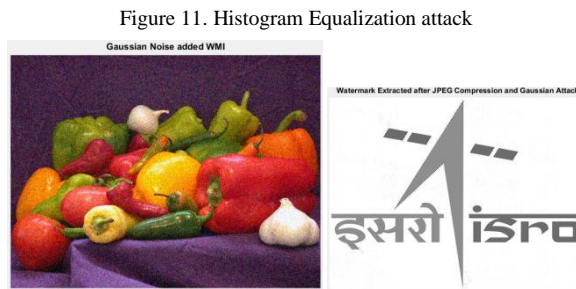 Figure 11. Histogram Equalization attack
Gaussian Noise added WMI
Watermark Extracted after JPEG Compression and Gaussian Attack
इसरो isro